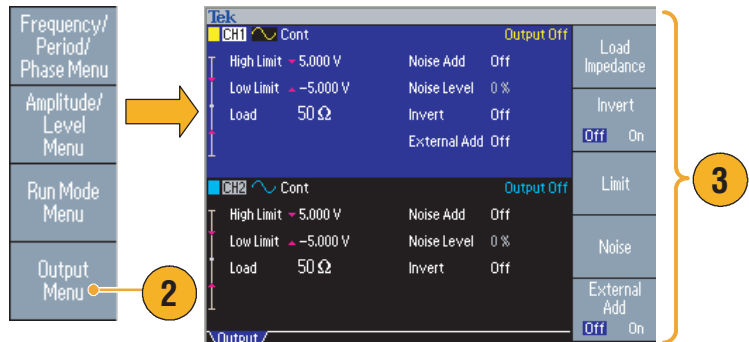 Frequency/
Period/
Phase Menu
Amplitude/
Level
Menu
Run Mode
Menu
Output
Menu
2
Tek
CH1 Cont Output Off
High Limit 5.000 V Noise Add Off
Low Limit −5.000 V Noise Level 0 %
Load 50 Ω Invert Off
External Add Off
CH2 Cont Output Off
High Limit 5.000 V Noise Add Off
Low Limit −5.000 V Noise Level 0 %
Load 50 Ω Invert Off
Output
Load
Impedance
Invert
Off On
Limit
Noise
External
Add
Off On
3